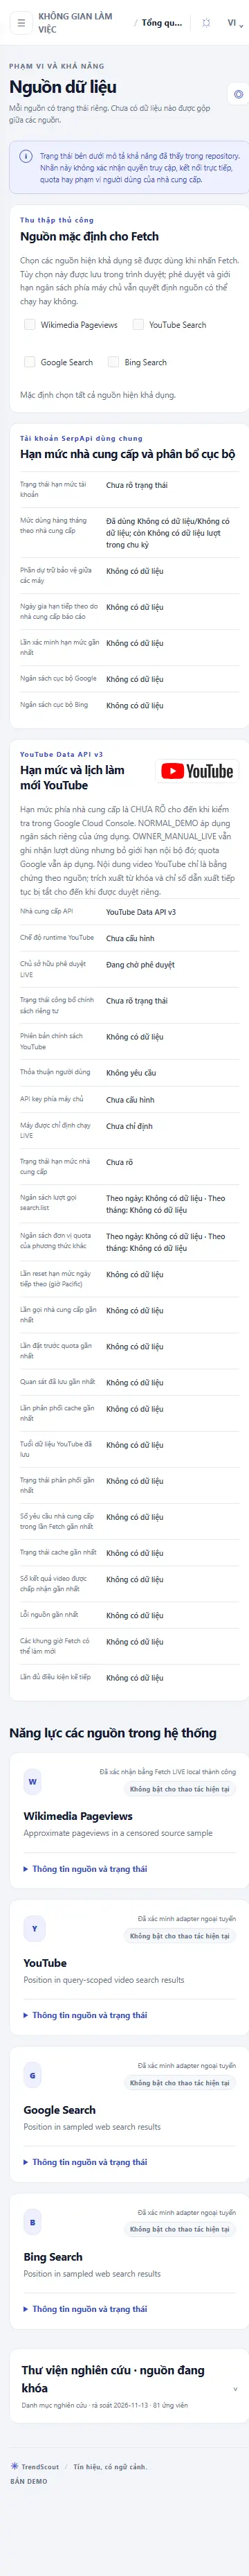 KHÔNG GIAN LÀM
VIỆC
/ Tổng qu...
VI
PHẠM VI VÀ KHẢ NĂNG
Nguồn dữ liệu
Mỗi nguồn có trạng thái riêng. Chưa có dữ liệu nào được gộp
giữa các nguồn.
Trạng thái bên dưới mô tả khả năng đã thấy trong repository.
Nhãn này không xác nhận quyền truy cập, kết nối trực tiếp,
quota hay phạm vi người dùng của nhà cung cấp.
Thu thập thủ công
Nguồn mặc định cho Fetch
Chọn các nguồn khả dụng sẽ được dùng khi nhấn Fetch.
Tùy chọn này được lưu trong trình duyệt; phê duyệt và giới
hạn ngân sách phía máy chủ vẫn quyết định nguồn có thể
chạy hay không.
Wikimedia Pageviews
YouTube Search
Google Search
Bing Search
Mặc định chọn tất cả nguồn hiện khả dụng.
Tài khoản SerpApi dùng chung
Hạn mức nhà cung cấp và phân bổ cục bộ
Trạng thái hạn mức tài
khoản
Chưa rõ trạng thái
Mức dùng hàng tháng
theo nhà cung cấp
Đã dùng Không có dữ liệu/Không có
dữ liệu; còn Không có dữ liệu lượt
trong chu kỳ
Phần dự trữ bảo vệ giữa
các máy
Không có dữ liệu
Ngày gia hạn tiếp theo do
nhà cung cấp báo cáo
Không có dữ liệu
Lần xác minh hạn mức gần
nhất
Không có dữ liệu
Ngân sách cục bộ Google
Không có dữ liệu
Ngân sách cục bộ Bing
Không có dữ liệu
YouTube Data API v3
Hạn mức và lịch làm
mới YouTube
YouTube
Hạn mức phía nhà cung cấp là CHƯA RÕ cho đến khi kiểm
tra trong Google Cloud Console. NORMAL_DEMO áp dụng
ngân sách riêng của ứng dụng. OWNER_MANUAL_LIVE vẫn
ghi nhận lượt dùng nhưng bỏ giới hạn nội bộ đó; quota
Google vẫn áp dụng. Nội dung video YouTube chỉ là bằng
chứng theo nguồn; trích xuất từ khóa và chỉ số dẫn xuất tiếp
tục bị tắt cho đến khi được duyệt riêng.
Nhà cung cấp API
YouTube Data API v3
Chế độ runtime YouTube
Chưa cấu hình
Chủ sở hữu phê duyệt
LIVE
Đang chờ phê duyệt
Trạng thái công bố chính
sách riêng tư
Chưa rõ trạng thái
Phiên bản chính sách
YouTube
Không có dữ liệu
Thỏa thuận người dùng
Không yêu cầu
API key phía máy chủ
Chưa cấu hình
Máy được chỉ định chạy
LIVE
Chưa chỉ định
Trạng thái hạn mức nhà
cung cấp
Chưa rõ
Ngân sách lượt gọi
search.list
Theo ngày: Không có dữ liệu · Theo
tháng: Không có dữ liệu
Ngân sách đơn vị quota
của phương thức khác
Theo ngày: Không có dữ liệu · Theo
tháng: Không có dữ liệu
Lần reset hạn mức ngày
tiếp theo (giờ Pacific)
Không có dữ liệu
Lần gọi nhà cung cấp gần
nhất
Không có dữ liệu
Lần đặt trước quota gần
nhất
Không có dữ liệu
Quan sát đã lưu gần nhất
Không có dữ liệu
Lần phân phối cache gần
nhất
Không có dữ liệu
Tuổi dữ liệu YouTube đã
lưu
Không có dữ liệu
Trạng thái phân phối gần
nhất
Không có dữ liệu
Số yêu cầu nhà cung cấp
trong lần Fetch gần nhất
Không có dữ liệu
Trạng thái cache gần nhất
Không có dữ liệu
Số kết quả video được
chấp nhận gần nhất
Không có dữ liệu
Lỗi nguồn gần nhất
Không có dữ liệu
Các khung giờ Fetch có
thể làm mới
Không có dữ liệu
Lần đủ điều kiện kế tiếp
Không có dữ liệu
Năng lực các nguồn trong hệ thống
W
Đã xác nhận bằng Fetch LIVE local thành công
Không bật cho thao tác hiện tại
Wikimedia Pageviews
Approximate pageviews in a censored source sample
Thông tin nguồn và trạng thái
Y
Đã xác minh adapter ngoại tuyến
Không bật cho thao tác hiện tại
YouTube
Position in query-scoped video search results
Thông tin nguồn và trạng thái
G
Đã xác minh adapter ngoại tuyến
Không bật cho thao tác hiện tại
Google Search
Position in sampled web search results
Thông tin nguồn và trạng thái
B
Đã xác minh adapter ngoại tuyến
Không bật cho thao tác hiện tại
Bing Search
Position in sampled web search results
Thông tin nguồn và trạng thái
Thư viện nghiên cứu · nguồn đang
khóa
Danh mục nghiên cứu · rà soát 2026-11-13 · 81 ứng viên
TrendScout / Tín hiệu, có ngữ cảnh.
BẢN DEMO